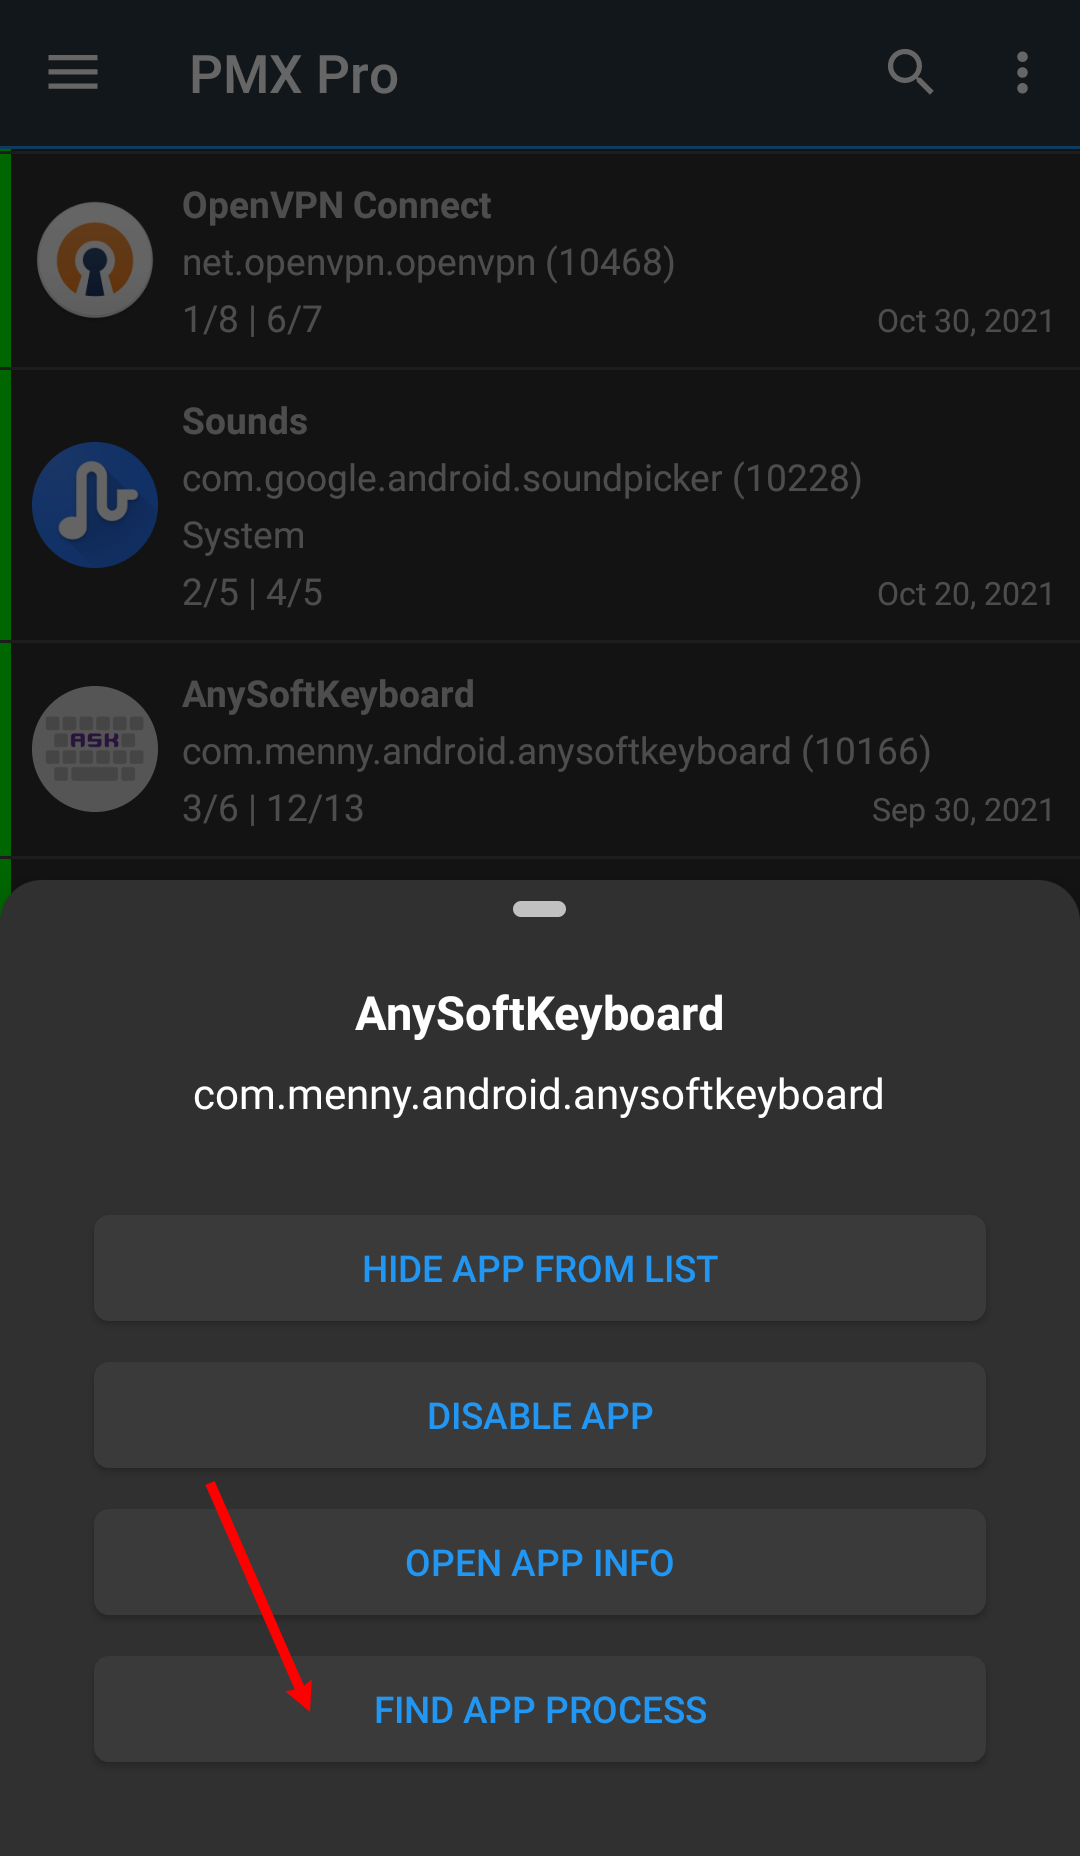 PMX Pro
OpenVPN Connect
net.openvpn.openvpn (10468)
1/8 | 6/7
Oct 30, 2021
Sounds
com.google.android.soundpicker (10228)
System
2/5 | 4/5
Oct 20, 2021
ASK
AnySoftKeyboard
com.menny.android.anysoftkeyboard (10166)
3/6 | 12/13
Sep 30, 2021
AnySoftKeyboard
com.menny.android.anysoftkeyboard
HIDE APP FROM LIST
DISABLE APP
OPEN APP INFO
FIND APP PROCESS